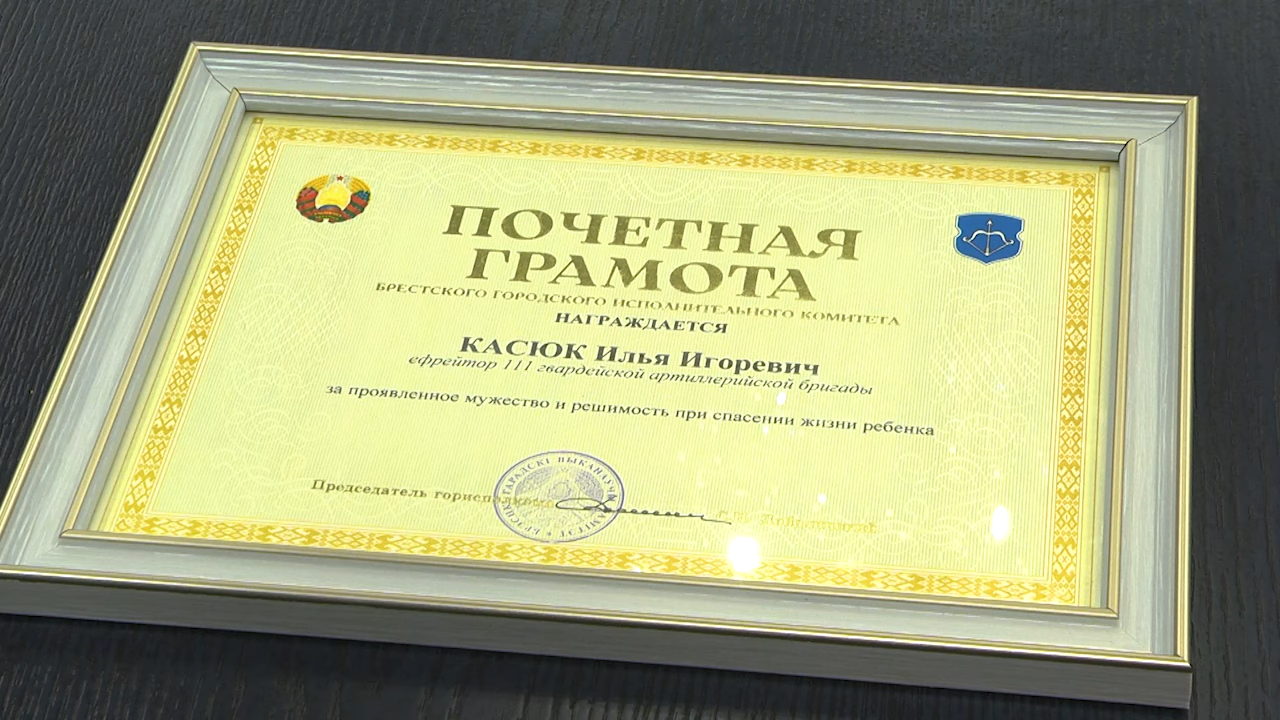 ПОЧЕТНАЯ
ГРАМОТА
БРЕСТСКОГО ГОРОДСКОГО ИСПОЛНИТЕЛЬНОГО КОМИТЕТА
НАГРАЖДАЕТСЯ
КАСЮК Илья Игоревич
ефрейтор 111 гвардейской артиллерийской бригады
за проявленное мужество и решимость при спасении жизни ребенка
Председатель горисполкома